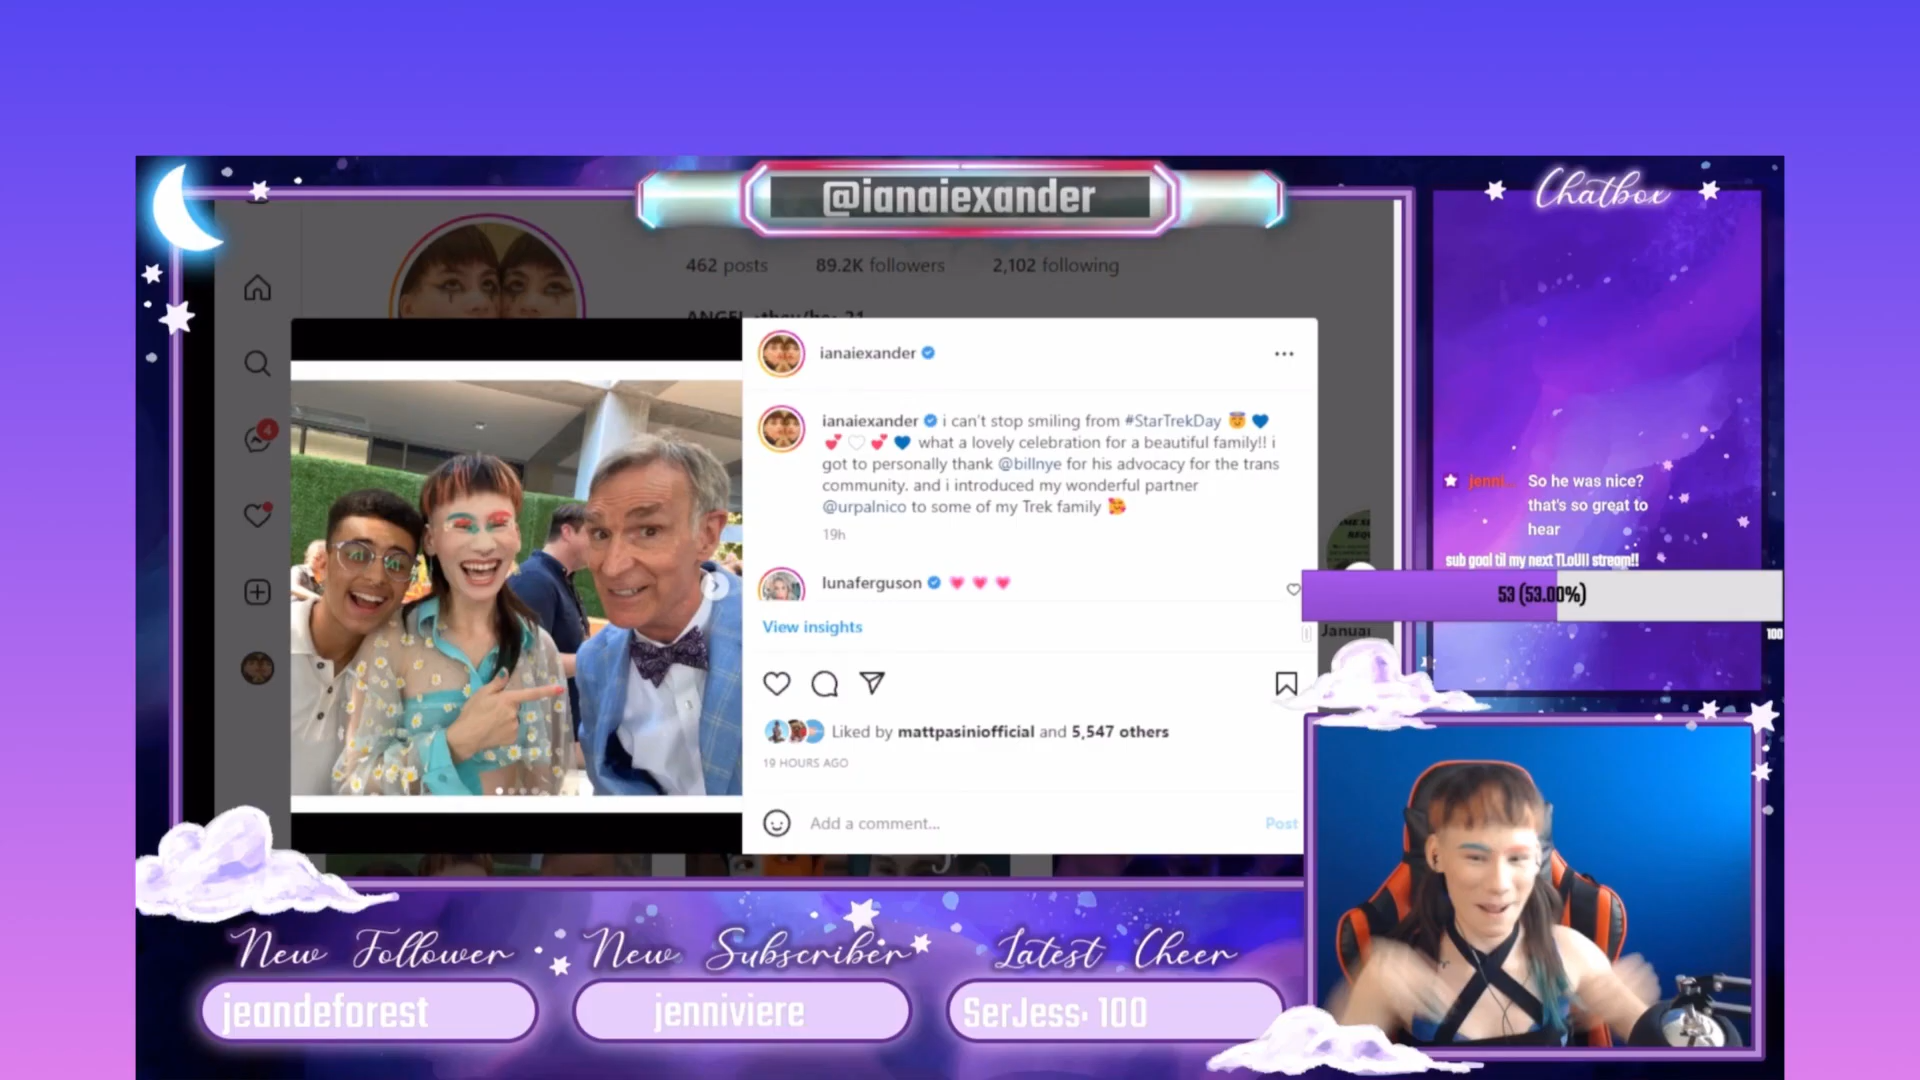 @ianaiexander
Chatbox
462 posts 89.2K followers 2,102 following
ianaiexander
ianaiexander i can't stop smiling from #StarTrekDay 😇 💙
💕 🤍 💕 💙 what a lovely celebration for a beautiful family!! i
got to personally thank @billnye for his advocacy for the trans
community. and i introduced my wonderful partner
@urpalnico to some of my Trek family 🥰
19h
lunaferguson 💗 💗 💗
View insights
Liked by mattpasiniofficial and 5,547 others
19 HOURS AGO
Add a comment...
Post
4
jenni... So he was nice?
that's so great to
hear
sub goal til my next TLoUII stream!!
53 (53.00%)
100
Januar
New Follower
jeandeforest
New Subscriber
jenniviere
Latest Cheer
SerJess: 100